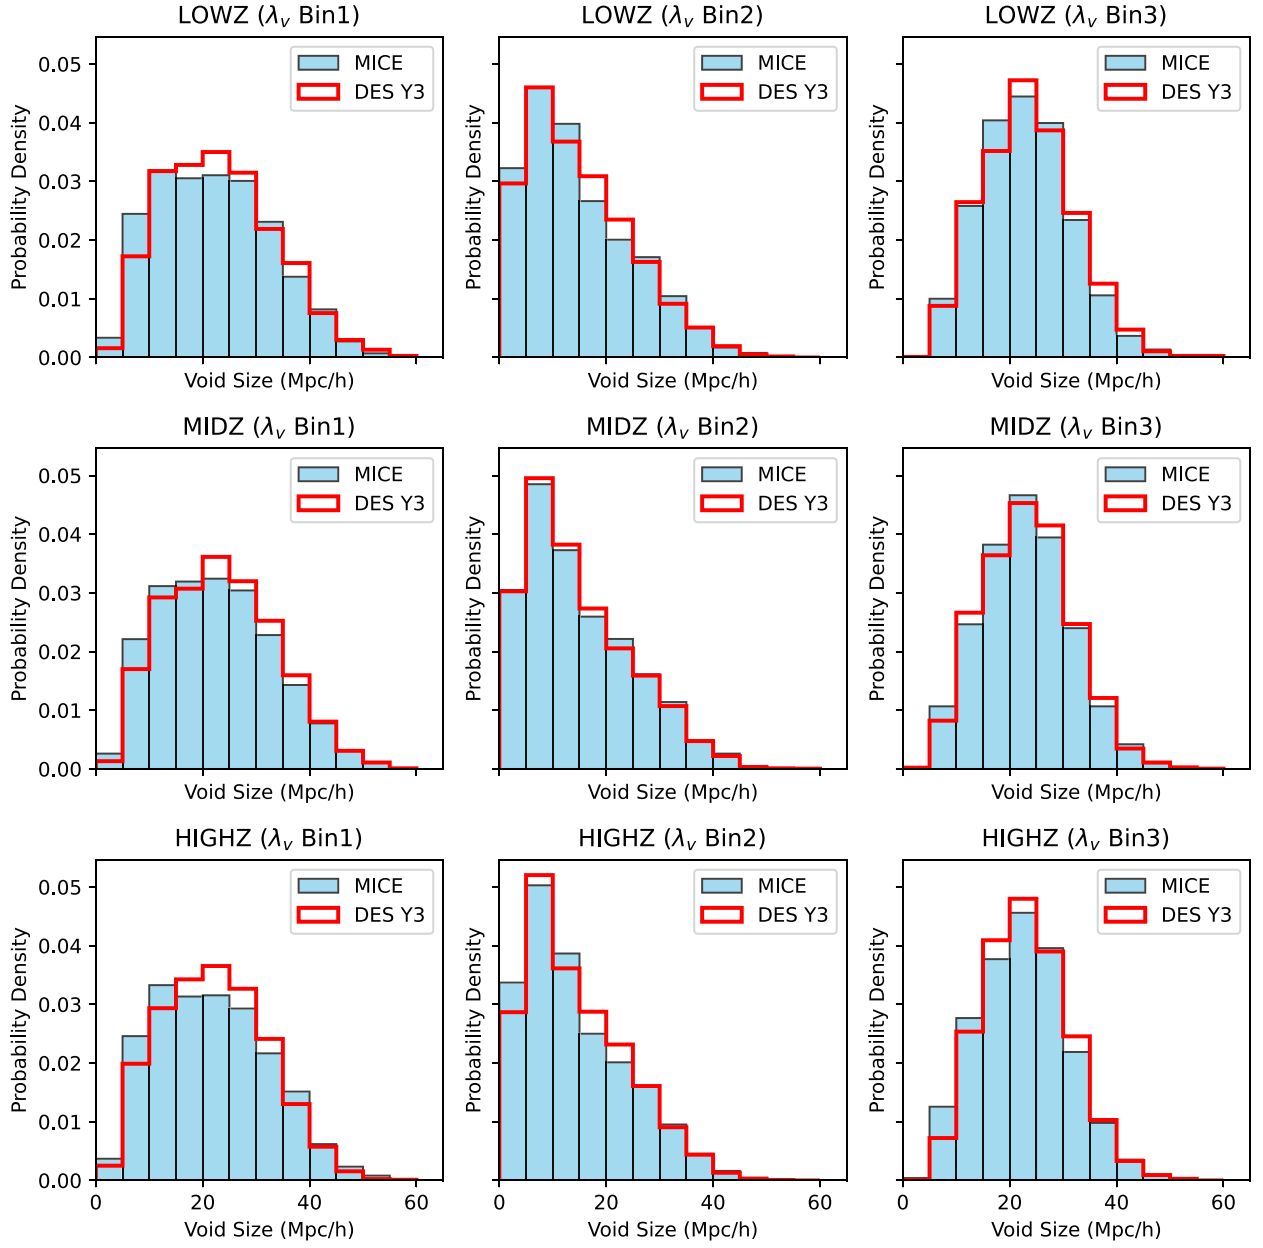 LOWZ (λv Bin1)
LOWZ (λv Bin2)
LOWZ (λv Bin3)
MICE
DES Y3
MICE
DES Y3
MICE
DES Y3
0.05
0.04
0.03
0.02
0.01
0.00
Probability Density
Probability Density
Probability Density
Void Size (Mpc/h)
Void Size (Mpc/h)
Void Size (Mpc/h)
MIDZ (λv Bin1)
MIDZ (λv Bin2)
MIDZ (λv Bin3)
MICE
DES Y3
MICE
DES Y3
MICE
DES Y3
0.05
0.04
0.03
0.02
0.01
0.00
Probability Density
Probability Density
Probability Density
Void Size (Mpc/h)
Void Size (Mpc/h)
Void Size (Mpc/h)
HIGHZ (λv Bin1)
HIGHZ (λv Bin2)
HIGHZ (λv Bin3)
MICE
DES Y3
MICE
DES Y3
MICE
DES Y3
0.05
0.04
0.03
0.02
0.01
0.00
Probability Density
Probability Density
Probability Density
0 20 40 60
0 20 40 60
0 20 40 60
Void Size (Mpc/h)
Void Size (Mpc/h)
Void Size (Mpc/h)